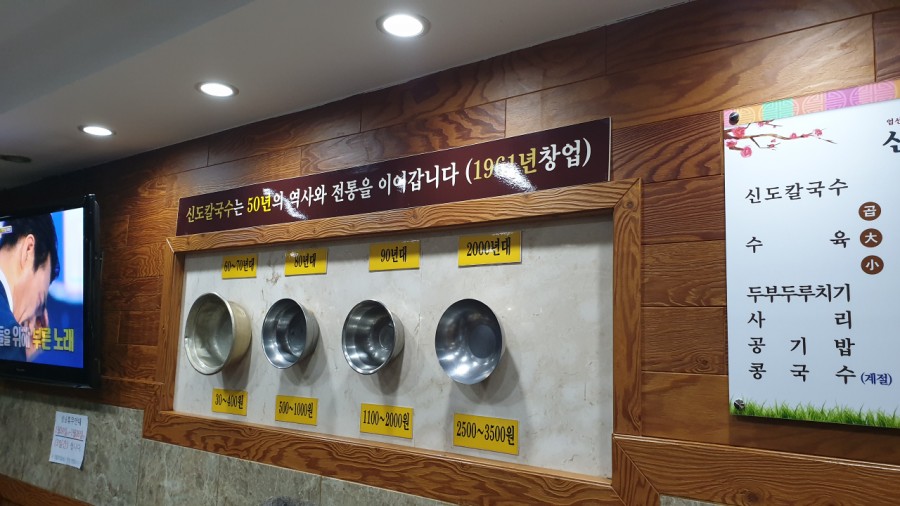 신도칼국수는 50년의 역사와 전통을 이어갑니다 (1961년창업)
60~70년대
80년대
90년대
2000년대
30~400원
500~1000원
1100~2000원
2500~3500원
신도칼국수
곱
수 육 大
小
두부두루치기
사 리
공 기 밥
콩 국 수 (계절)
위해 부른 노래